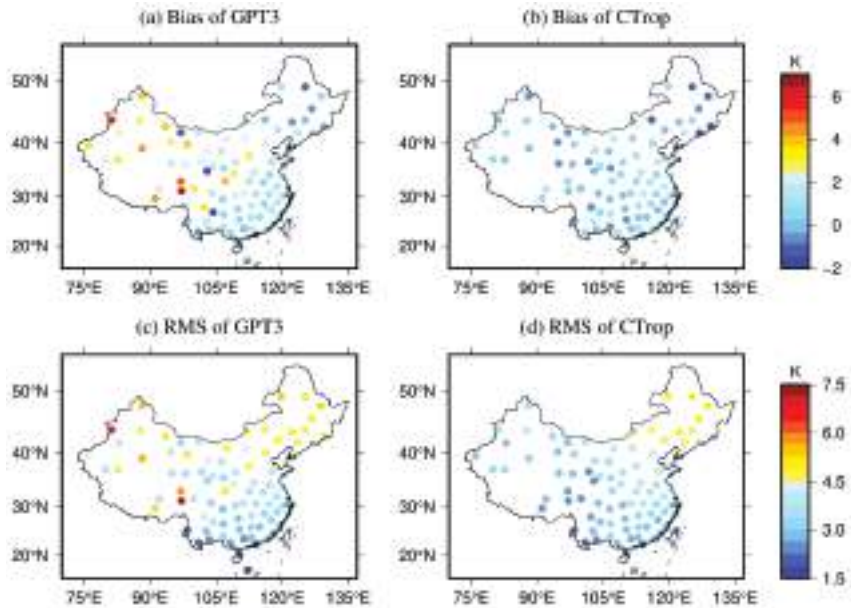 (a) Bias of GPT3
(b) Bias of CTrop
50°N
40°N
30°N
20°N
75°E 90°E 105°E 120°E 135°E
50°N
40°N
30°N
20°N
75°E 90°E 105°E 120°E 135°E
K
6
4
2
0
−2
(c) RMS of GPT3
(d) RMS of CTrop
50°N
40°N
30°N
20°N
75°E 90°E 105°E 120°E 135°E
50°N
40°N
30°N
20°N
75°E 90°E 105°E 120°E 135°E
K
7.5
6.0
4.5
3.0
1.5